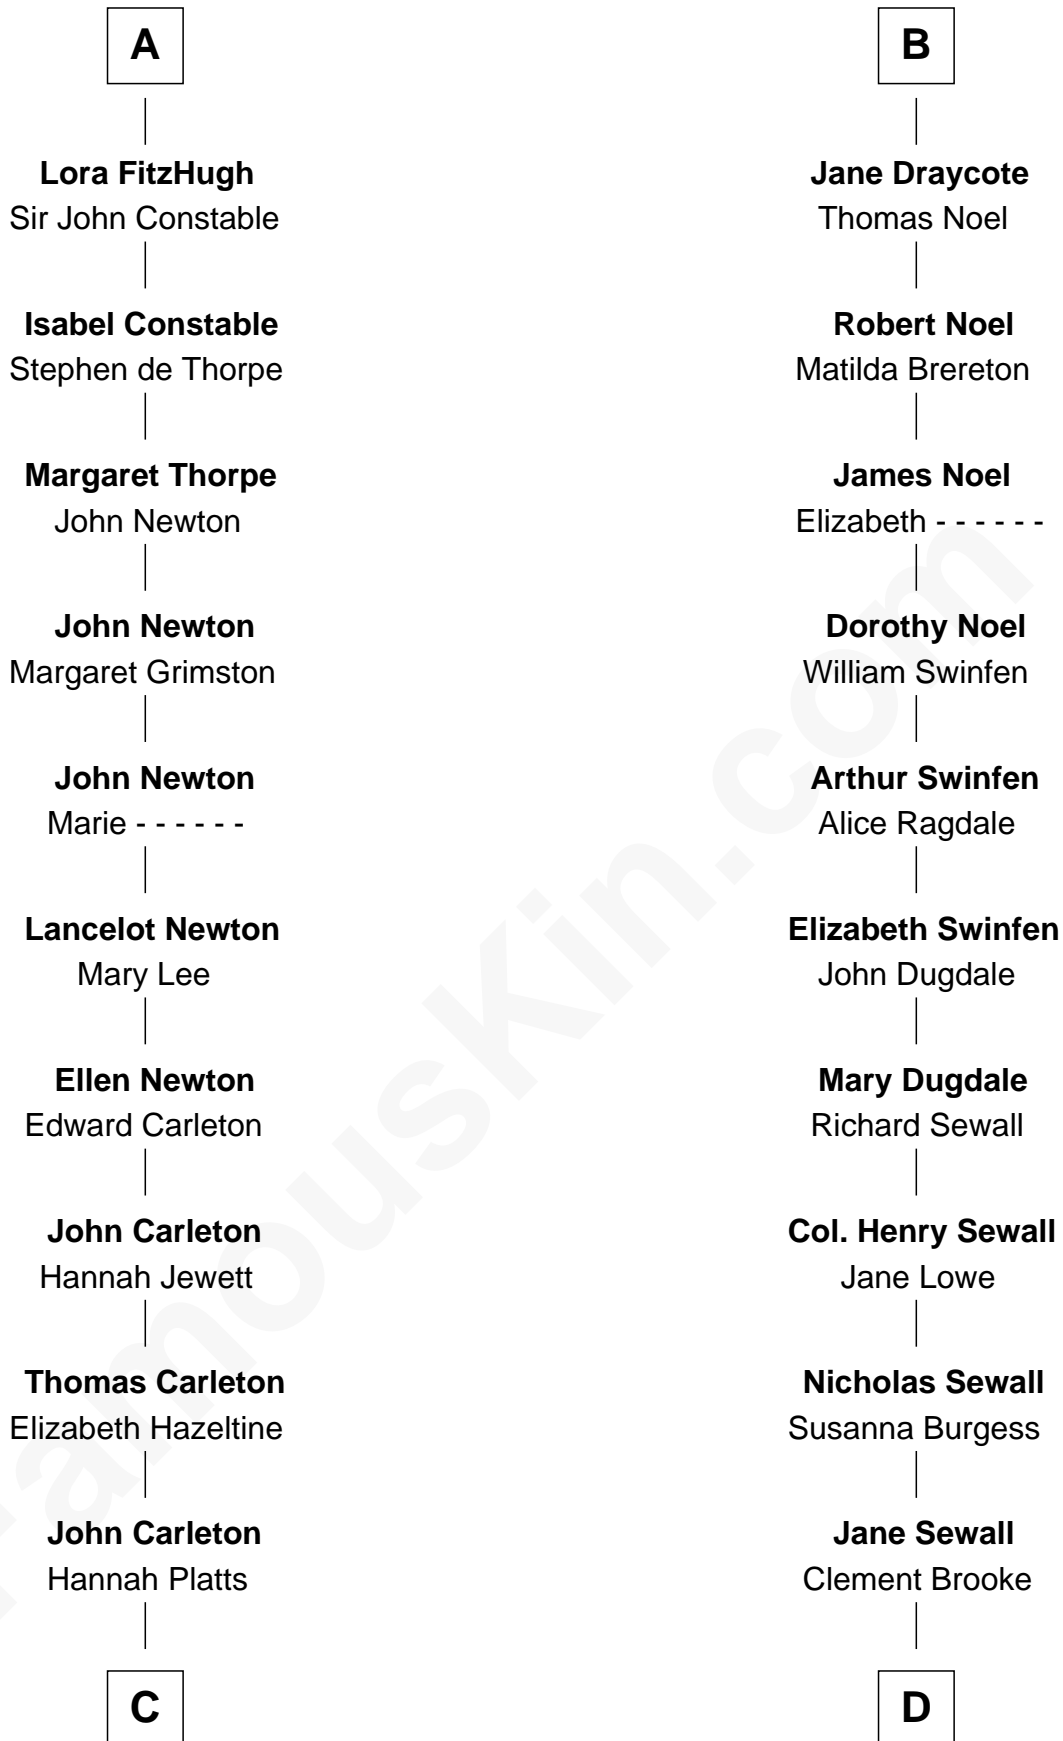 A
Lora FitzHugh
Sir John Constable
Isabel Constable
Stephen de Thorpe
Margaret Thorpe
John Newton
John Newton
Margaret Grimston
John Newton
Marie - - - - - -
Lancelot Newton
Mary Lee
Ellen Newton
Edward Carleton
John Carleton
Hannah Jewett
Thomas Carleton
Elizabeth Hazeltine
John Carleton
Hannah Platts
C
B
Jane Draycote
Thomas Noel
Robert Noel
Matilda Brereton
James Noel
Elizabeth - - - - - -
Dorothy Noel
William Swinfen
Arthur Swinfen
Alice Ragdale
Elizabeth Swinfen
John Dugdale
Mary Dugdale
Richard Sewall
Col. Henry Sewall
Jane Lowe
Nicholas Sewall
Susanna Burgess
Jane Sewall
Clement Brooke
D
FamousKin.com